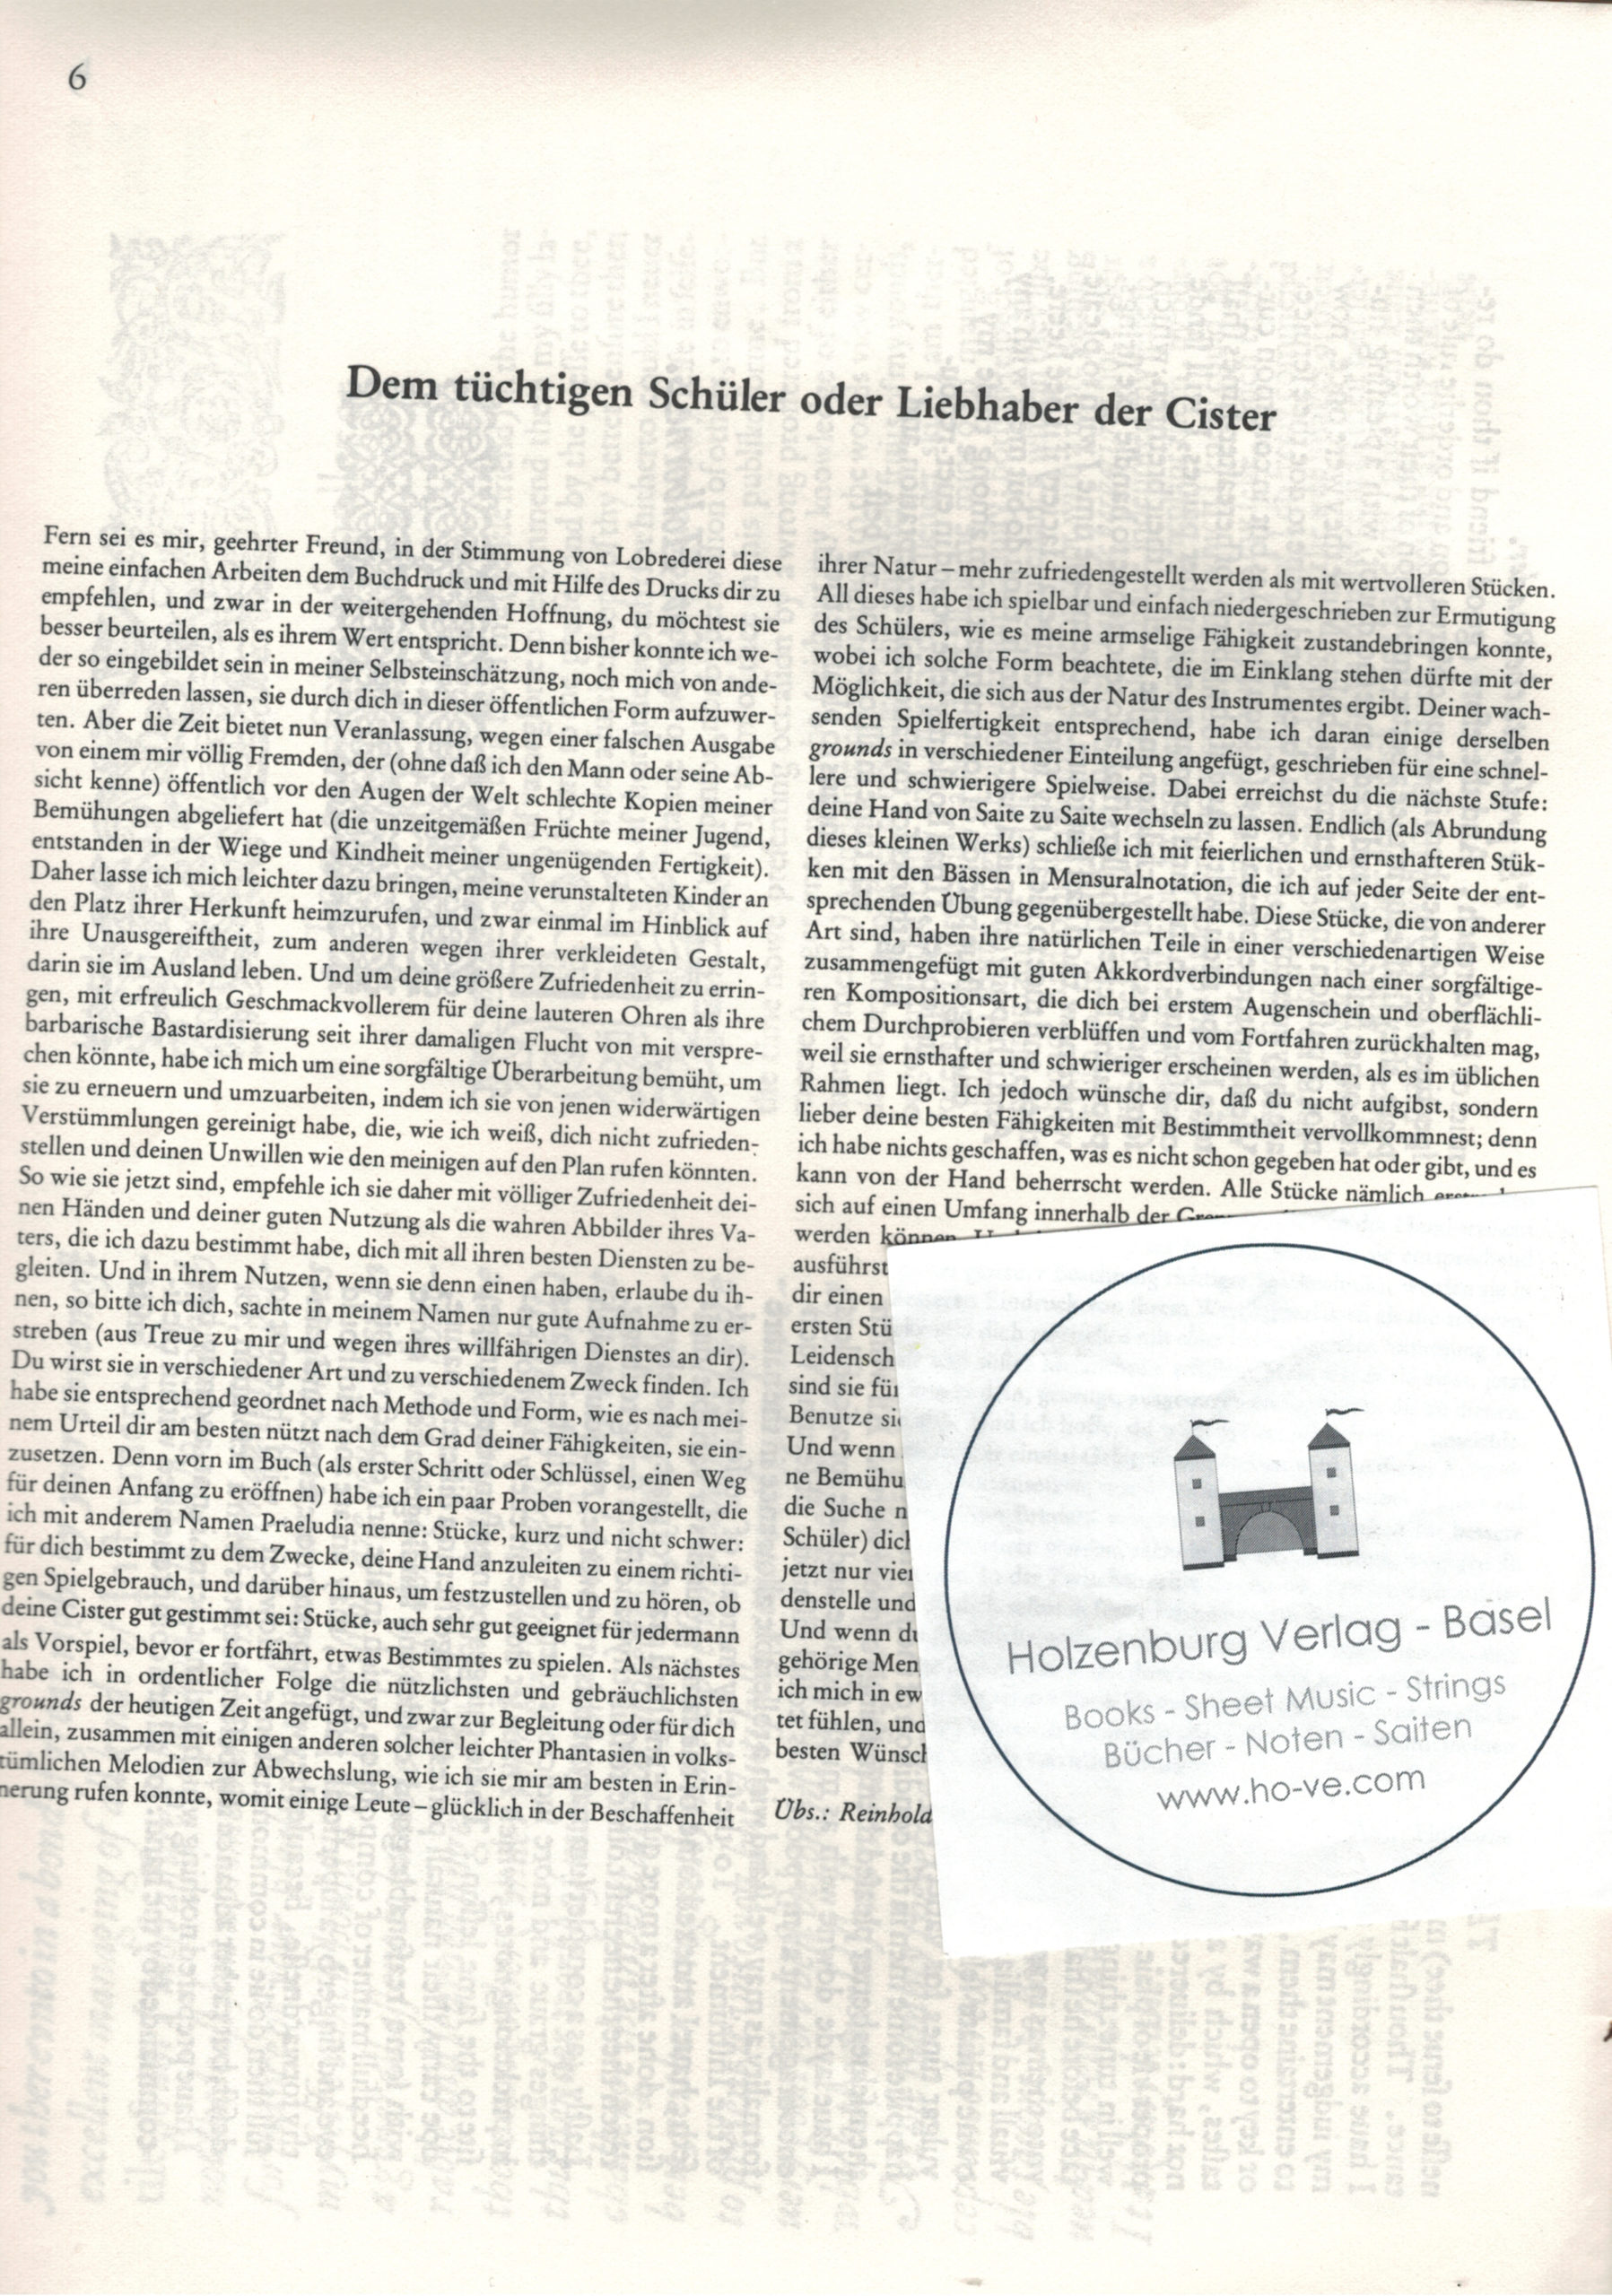 6
Dem tüchtigen Schüler oder Liebhaber der Cister
Fern sei es mir, geehrter Freund, in der Stimmung von Lobrederei diese
meine einfachen Arbeiten dem Buchdruck und mit Hilfe des Drucks dir zu
empfehlen, und zwar in der weitergehenden Hoffnung, du möchtest sie
besser beurteilen, als es ihrem Wert entspricht. Denn bisher konnte ich we-
der so eingebildet sein in meiner Selbsteinschätzung, noch mich von ande-
ren überreden lassen, sie durch dich in dieser öffentlichen Form aufzuwer-
ten. Aber die Zeit bietet nun Veranlassung, wegen einer falschen Ausgabe
von einem mir völlig Fremden, der (ohne daß ich den Mann oder seine Ab-
sicht kenne) öffentlich vor den Augen der Welt schlechte Kopien meiner
Bemühungen abgeliefert hat (die unzeitgemäßen Früchte meiner Jugend,
entstanden in der Wiege und Kindheit meiner ungenügenden Fertigkeit).
Daher lasse ich mich leichter dazu bringen, meine verunstalteten Kinder an
den Platz ihrer Herkunft heimzurufen, und zwar einmal im Hinblick auf
ihre Unausgereiftheit, zum anderen wegen ihrer verkleideten Gestalt,
darin sie im Ausland leben. Und um deine größere Zufriedenheit zu errin-
gen, mit erfreulich Geschmackvollerem für deine lauteren Ohren als ihre
barbarische Bastardisierung seit ihrer damaligen Flucht von mit verspre-
chen könnte, habe ich mich um eine sorgfältige Überarbeitung bemüht, um
sie zu erneuern und umzuarbeiten, indem ich sie von jenen widerwärtigen
Verstümmlungen gereinigt habe, die, wie ich weiß, dich nicht zufrieden-
stellen und deinen Unwillen wie den meinigen auf den Plan rufen könnten.
So wie sie jetzt sind, empfehle ich sie daher mit völliger Zufriedenheit dei-
nen Händen und deiner guten Nutzung als die wahren Abbilder ihres Va-
ters, die ich dazu bestimmt habe, dich mit all ihren besten Diensten zu be-
gleiten. Und in ihrem Nutzen, wenn sie denn einen haben, erlaube du ih-
nen, so bitte ich dich, sachte in meinem Namen nur gute Aufnahme zu er-
streben (aus Treue zu mir und wegen ihres willfährigen Dienstes an dir).
Du wirst sie in verschiedener Art und zu verschiedenem Zweck finden. Ich
habe sie entsprechend geordnet nach Methode und Form, wie es nach mei-
nem Urteil dir am besten nützt nach dem Grad deiner Fähigkeiten, sie ein-
zusetzen. Denn vorn im Buch (als erster Schritt oder Schlüssel, einen Weg
für deinen Anfang zu eröffnen) habe ich ein paar Proben vorangestellt, die
ich mit anderem Namen Praeludia nenne: Stücke, kurz und nicht schwer:
für dich bestimmt zu dem Zwecke, deine Hand anzuleiten zu einem richti-
gen Spielgebrauch, und darüber hinaus, um festzustellen und zu hören, ob
deine Cister gut gestimmt sei: Stücke, auch sehr gut geeignet für jedermann
als Vorspiel, bevor er fortfährt, etwas Bestimmtes zu spielen. Als nächstes
habe ich in ordentlicher Folge die nützlichsten und gebräuchlichsten
grounds der heutigen Zeit angefügt, und zwar zur Begleitung oder für dich
allein, zusammen mit einigen anderen solcher leichter Phantasien in volks-
tümlichen Melodien zur Abwechslung, wie ich sie mir am besten in Erin-
nerung rufen konnte, womit einige Leute – glücklich in der Beschaffenheit
ihrer Natur – mehr zufriedengestellt werden als mit wertvolleren Stücken.
All dieses habe ich spielbar und einfach niedergeschrieben zur Ermutigung
des Schülers, wie es meine armselige Fähigkeit zustandebringen konnte,
wobei ich solche Form beachtete, die im Einklang stehen dürfte mit der
Möglichkeit, die sich aus der Natur des Instrumentes ergibt. Deiner wach-
senden Spielfertigkeit entsprechend, habe ich daran einige derselben
grounds in verschiedener Einteilung angefügt, geschrieben für eine schnel-
lere und schwierigere Spielweise. Dabei erreichst du die nächste Stufe:
deine Hand von Saite zu Saite wechseln zu lassen. Endlich (als Abrundung
dieses kleinen Werks) schließe ich mit feierlichen und ernsthafteren Stük-
ken mit den Bässen in Mensuralnotation, die ich auf jeder Seite der ent-
sprechenden Übung gegenübergestellt habe. Diese Stücke, die von anderer
Art sind, haben ihre natürlichen Teile in einer verschiedenartigen Weise
zusammengefügt mit guten Akkordverbindungen nach einer sorgfältige-
ren Kompositionsart, die dich bei erstem Augenschein und oberflächli-
chem Durchprobieren verblüffen und vom Fortfahren zurückhalten mag,
weil sie ernsthafter und schwieriger erscheinen werden, als es im üblichen
Rahmen liegt. Ich jedoch wünsche dir, daß du nicht aufgibst, sondern
lieber deine besten Fähigkeiten mit Bestimmtheit vervollkommnest; denn
ich habe nichts geschaffen, was es nicht schon gegeben hat oder gibt, und es
kann von der Hand beherrscht werden. Alle Stücke nämlich
sich auf einen Umfang innerhalb der
werden können
ausführst
dir einen
ersten Stü
Leidensch
sind sie für
Benutze sie
Und wenn
ne Bemühu
die Suche n
Schüler) dich
jetzt nur vier
denstelle und
Und wenn du
gehörige Men
ich mich in ew
tet fühlen, und
besten Wünsch
Übs.: Reinhold
Holzenburg Verlag - Basel
Books - Sheet Music - Strings
Bücher - Noten - Saiten
www.ho-ve.com